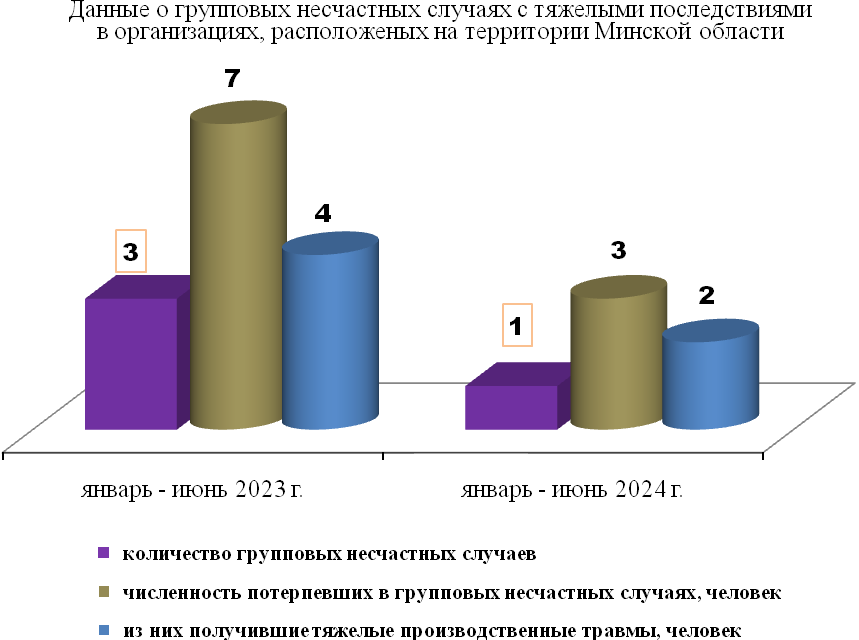 Данные о групповых несчастных случаях с тяжелыми последствиями
в организациях, расположеных на территории Минской области
7
4
3
3
2
1
январь - июнь 2023 г.
январь - июнь 2024 г.
количество групповых несчастных случаев
численность потерпевших в групповых несчастных случаях, человек
из них получившие тяжелые производственные травмы, человек